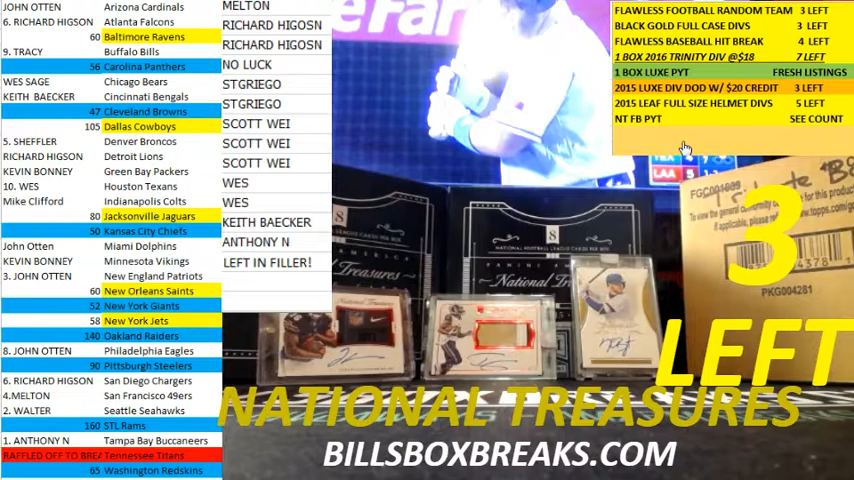 JOHN OTTEN Arizona Cardinals
6. RICHARD HIGSON Atlanta Falcons
60 Baltimore Ravens
9. TRACY Buffalo Bills
56 Carolina Panthers
WES SAGE Chicago Bears
KEITH BAECKER Cincinnati Bengals
47 Cleveland Browns
105 Dallas Cowboys
5. SHEFFLER Denver Broncos
RICHARD HIGSON Detroit Lions
KEVIN BONNEY Green Bay Packers
10. WES Houston Texans
Mike Clifford Indianapolis Colts
80 Jacksonville Jaguars
50 Kansas City Chiefs
John Otten Miami Dolphins
KEVIN BONNEY Minnesota Vikings
3. JOHN OTTEN New England Patriots
60 New Orleans Saints
52 New York Giants
58 New York Jets
140 Oakland Raiders
8. JOHN OTTEN Philadelphia Eagles
90 Pittsburgh Steelers
6. RICHARD HIGSON San Diego Chargers
4.MELTON San Francisco 49ers
2. WALTER Seattle Seahawks
160 STL Rams
1. ANTHONY N Tampa Bay Buccaneers
RAFFLED OFF TO BREA Tennessee Titans
65 Washington Redskins
MELTON
RICHARD HIGOSN
RICHARD HIGOSN
NO LUCK
STGRIEGO
STGRIEGO
SCOTT WEI
SCOTT WEI
SCOTT WEI
WES
WES
KEITH BAECKER
ANTHONY N
LEFT IN FILLER!
FLAWLESS FOOTBALL RANDOM TEAM 3 LEFT
BLACK GOLD FULL CASE DIVS 3 LEFT
FLAWLESS BASEBALL HIT BREAK 4 LEFT
1 BOX 2016 TRINITY DIV @$18 7 LEFT
1 BOX LUXE PYT FRESH LISTINGS
2015 LUXE DIV DOD W/ $20 CREDIT 3 LEFT
2015 LEAF FULL SIZE HELMET DIVS 5 LEFT
NT FB PYT SEE COUNT
TEX 4
LAA 5
8
8
National Treasures
PKG004281
3
LEFT
NATIONAL TREASURES
BILLSBOXBREAKS.COM